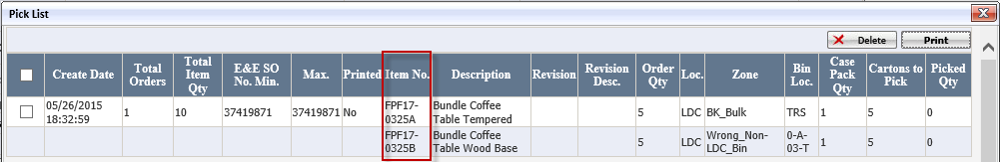 Pick List
Delete Print
Create Date Total Orders Total Item Qty E&E SO No. Min. Max. Printed Item No. Description Revision Revision Desc. Order Qty Loc. Zone Bin Loc. Case Pack Qty Cartons to Pick Picked Qty
05/26/2015 18:32:59 1 10 37419871 37419871 No FPF17-0325A Bundle Coffee Table Tempered 5 LDC BK_Bulk TRS 1 5 0
FPF17-0325B Bundle Coffee Table Wood Base 5 LDC Wrong_Non-LDC_Bin 0-A-03-T 1 5 0